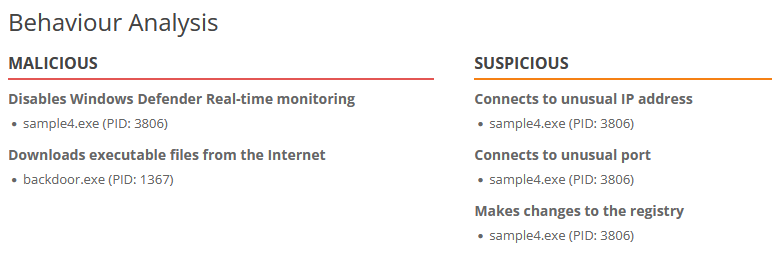 Behaviour Analysis
MALICIOUS
Disables Windows Defender Real-time monitoring
sample4.exe (PID: 3806)
Downloads executable files from the Internet
backdoor.exe (PID: 1367)
SUSPICIOUS
Connects to unusual IP address
sample4.exe (PID: 3806)
Connects to unusual port
sample4.exe (PID: 3806)
Makes changes to the registry
sample4.exe (PID: 3806)